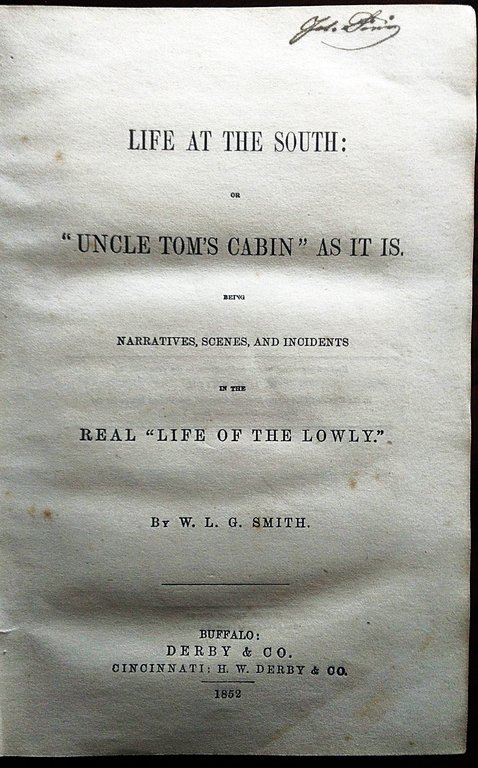 LIFE AT THE SOUTH:
OR
"UNCLE TOM'S CABIN" AS IT IS.
BEING
NARRATIVES, SCENES, AND INCIDENTS
IN THE
REAL "LIFE OF THE LOWLY."
BY W. L. G. SMITH.
BUFFALO:
DERBY & CO.
CINCINNATI: H. W. DERBY & CO.
1852